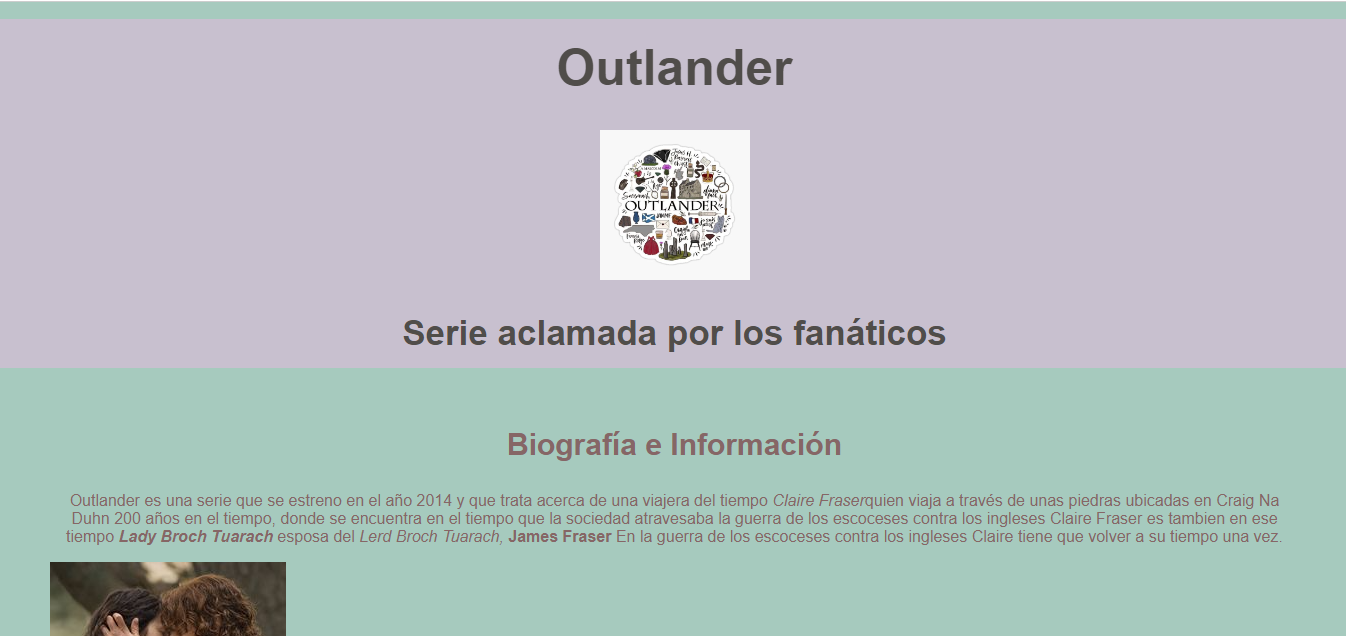 Outlander
OUTLANDER
Serie aclamada por los fanáticos
Biografía e Información
Outlander es una serie que se estreno en el año 2014 y que trata acerca de una viajera del tiempo Claire Fraserquien viaja a través de unas piedras ubicadas en Craig Na
Duhn 200 años en el tiempo, donde se encuentra en el tiempo que la sociedad atravesaba la guerra de los escoceses contra los ingleses Claire Fraser es tambien en ese
tiempo Lady Broch Tuarach esposa del Lerd Broch Tuarach, James Fraser En la guerra de los escoceses contra los ingleses Claire tiene que volver a su tiempo una vez.